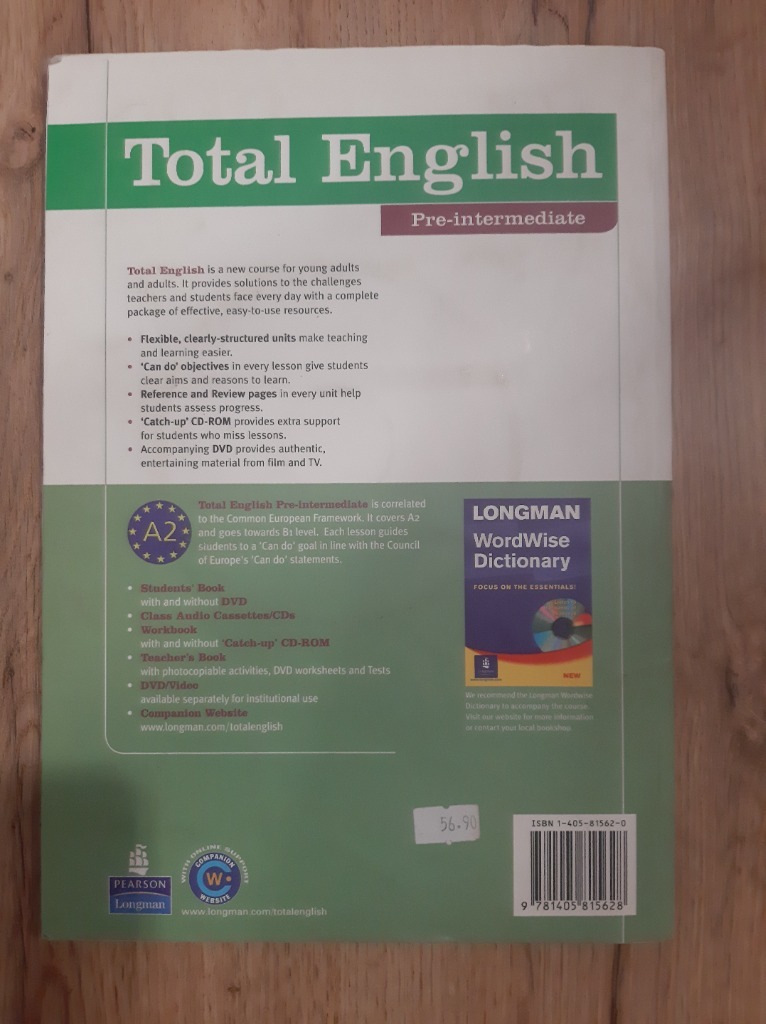 Total English
Pre-intermediate
Total English is a new course for young adults
and adults. It provides solutions to the challenges
teachers and students face every day with a complete
package of effective, easy-to-use resources.
• Flexible, clearly-structured units make teaching
and learning easier.
• 'Can do' objectives in every lesson give students
clear aims and reasons to learn.
• Reference and Review pages in every unit help
students assess progress.
• 'Catch-up' CD-ROM provides extra support
for students who miss lessons.
• Accompanying DVD provides authentic,
entertaining material from film and TV.
A2
Total English Pre-intermediate is correlated
to the Common European Framework. It covers A2
and goes towards B1 level. Each lesson guides
students to a 'Can do' goal in line with the Council
of Europe's 'Can do' statements.
• Students' Book
with and without DVD
• Class Audio Cassettes/CDs
• Workbook
with and without 'Catch-up' CD-ROM
• Teacher's Book
with photocopiable activities, DVD worksheets and Tests
• DVD/Video
available separately for institutional use
• Companion Website
www.longman.com/totalenglish
LONGMAN
WordWise
Dictionary
FOCUS ON THE ESSENTIALS!
NEW
We recommend the Longman Wordwise
Dictionary to accompany the course.
Visit our website for more information
or contact your local bookshop.
56.90
ISBN 1-405-81562-0
9 781405 815628
PEARSON
Longman
WITH ONLINE SUPPORT
COMPANION
W
WEBSITE
www.longman.com/totalenglish